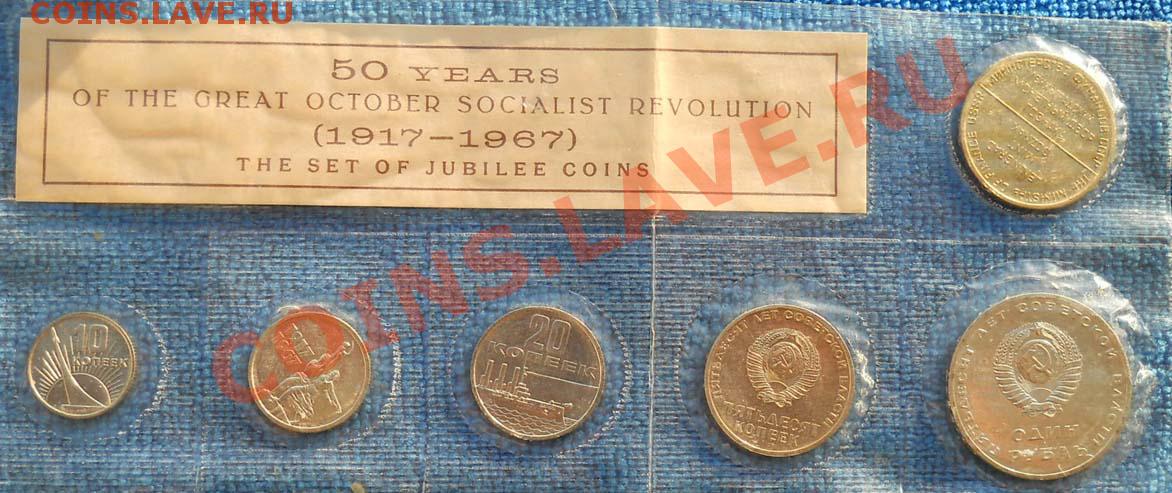 COINS.LAVE.RU
50 YEARS
OF THE GREAT OCTOBER SOCIALIST REVOLUTION
(1917–1967)
THE SET OF JUBILEE COINS
COINS.LAVE.RU
10
КОПЕЕК
20
КОПЕЕК
ПЯТЬДЕСЯТ ЛЕТ СОВЕТСКОЙ ВЛАСТИ
ПЯТЬДЕСЯТ
КОПЕЕК
ПЯТЬДЕСЯТ ЛЕТ СОВЕТСКОЙ ВЛАСТИ
ОДИН
РУБЛЬ